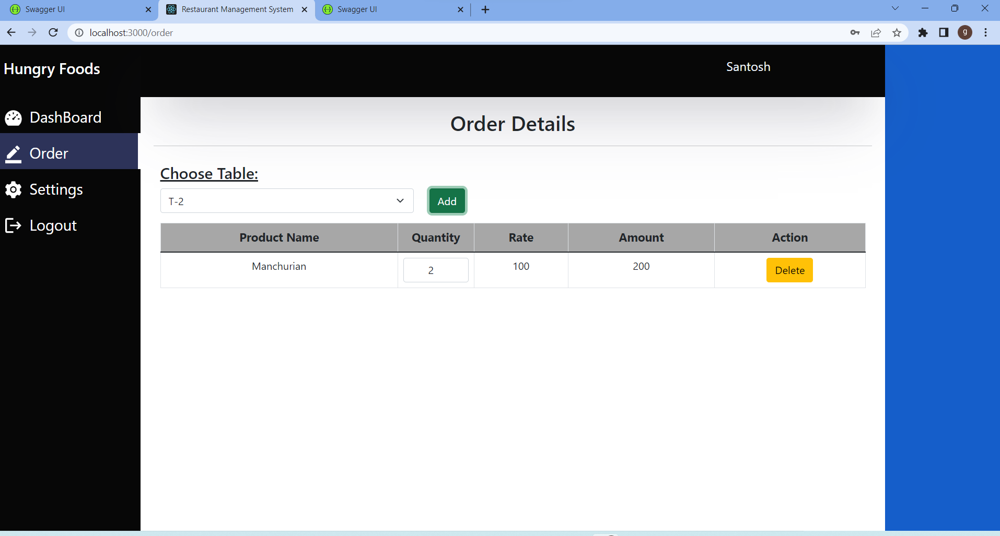 Swagger UI
Restaurant Management System
Swagger UI
localhost:3000/order
g
Hungry Foods
Santosh
DashBoard
Order
Settings
Logout
Order Details
Choose Table:
T-2
Add
Product Name Quantity Rate Amount Action
Manchurian 2 100 200 Delete